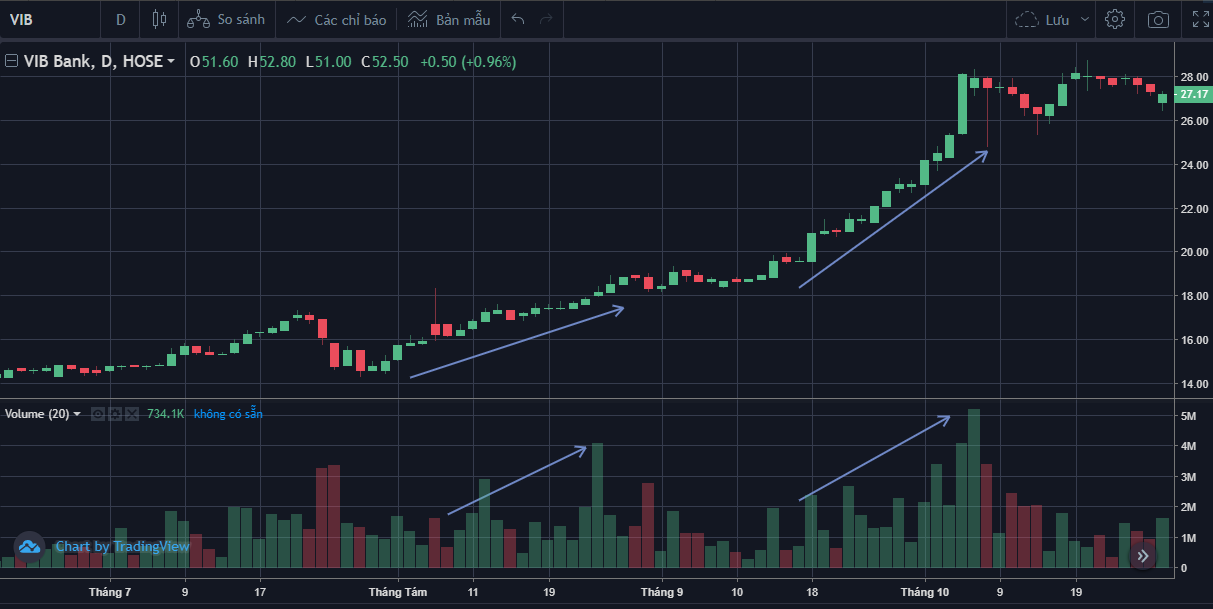 VIB D So sánh Các chỉ báo Bản mẫu Lưu
VIB Bank, D, HOSE O51.60 H52.80 L51.00 C52.50 +0.50 (+0.96%)
28.00
27.17
26.00
24.00
22.00
20.00
18.00
16.00
14.00
Volume (20) 734.1K không có sẵn
5M
4M
3M
2M
1M
0
Chart by TradingView
Tháng 7 9 17 Tháng Tám 11 19 Tháng 9 10 18 Tháng 10 9 19